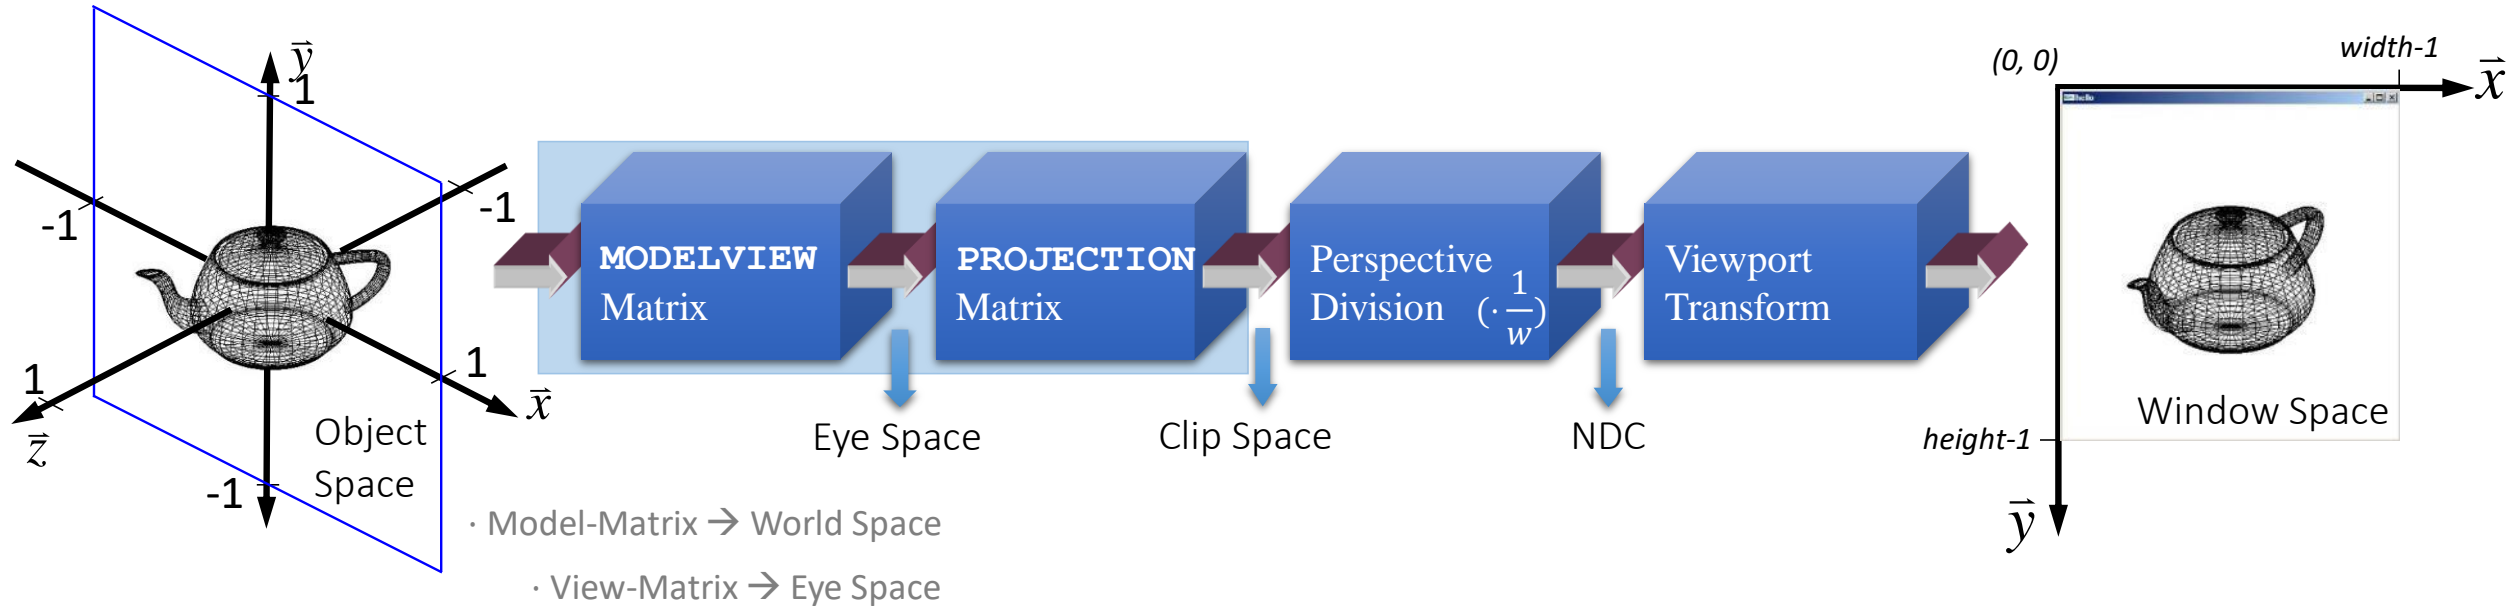 y⃗
1
-1
-1
1
1
x⃗
z⃗
-1
Object
Space
MODELVIEW
Matrix
PROJECTION
Matrix
Perspective
Division (· 1/w)
Viewport
Transform
Eye Space
Clip Space
NDC
· Model-Matrix → World Space
· View-Matrix → Eye Space
(0, 0)
width-1
x⃗
hello
Window Space
height-1
y⃗